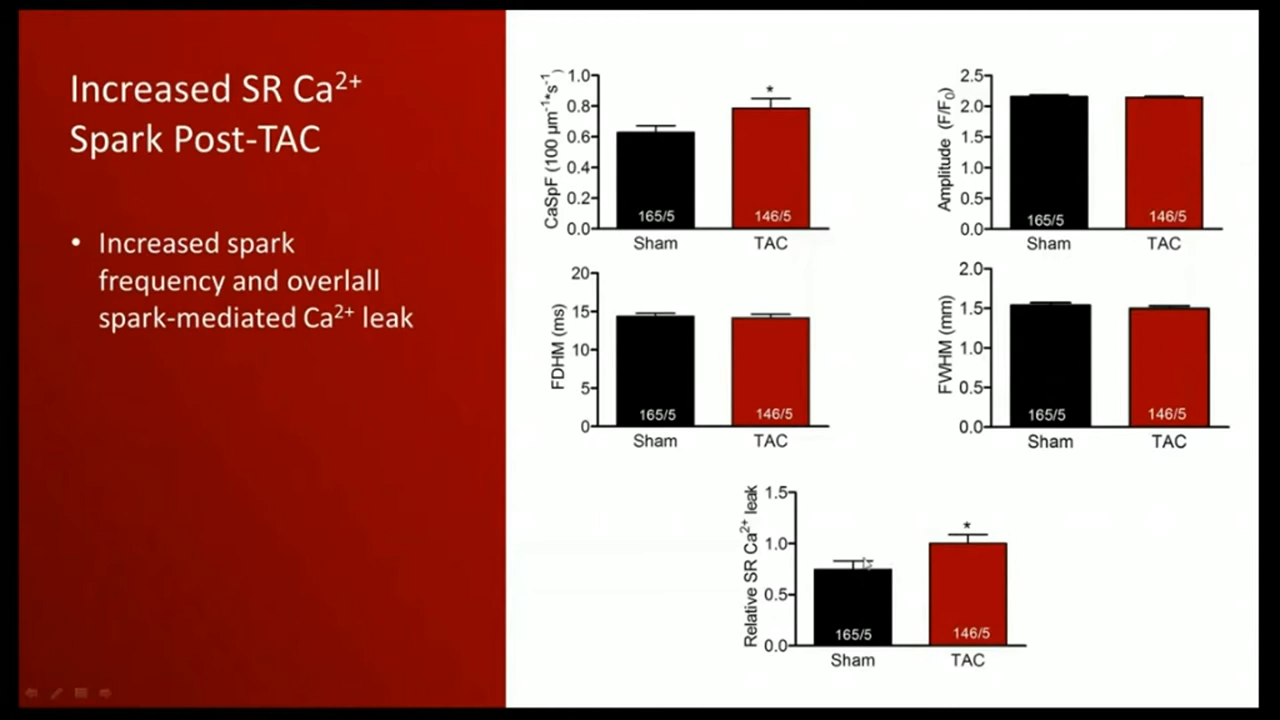 Increased SR Ca²⁺
Spark Post-TAC
• Increased spark
frequency and overlall
spark-mediated Ca²⁺ leak
CaSpF (100 µm⁻¹*s⁻¹)
1.0
0.8
0.6
0.4
0.2
0.0
*
165/5
146/5
Sham
TAC
Amplitude (F/F₀)
2.5
2.0
1.5
1.0
0.5
0.0
165/5
146/5
Sham
TAC
FDHM (ms)
20
15
10
5
0
165/5
146/5
Sham
TAC
FWHM (mm)
2.0
1.5
1.0
0.5
0.0
165/5
146/5
Sham
TAC
Relative SR Ca²⁺ leak
1.5
1.0
0.5
0.0
*
165/5
146/5
Sham
TAC